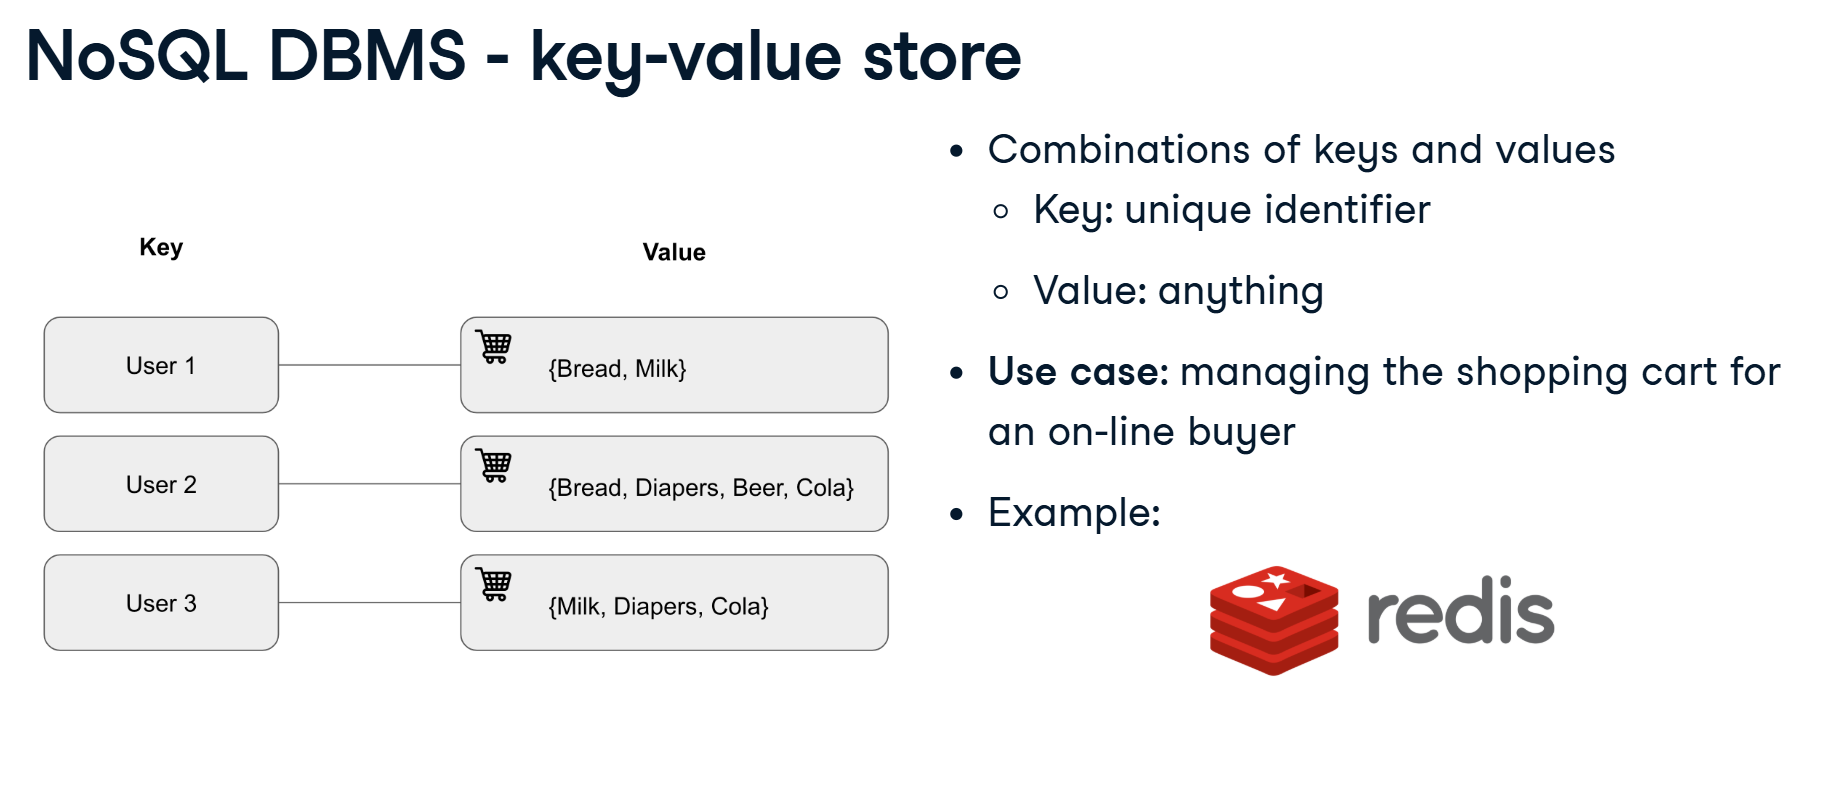 NoSQL DBMS - key-value store
Key
Value
User 1
{Bread, Milk}
User 2
{Bread, Diapers, Beer, Cola}
User 3
{Milk, Diapers, Cola}
Combinations of keys and values
Key: unique identifier
Value: anything
Use case: managing the shopping cart for
an on-line buyer
Example:
redis